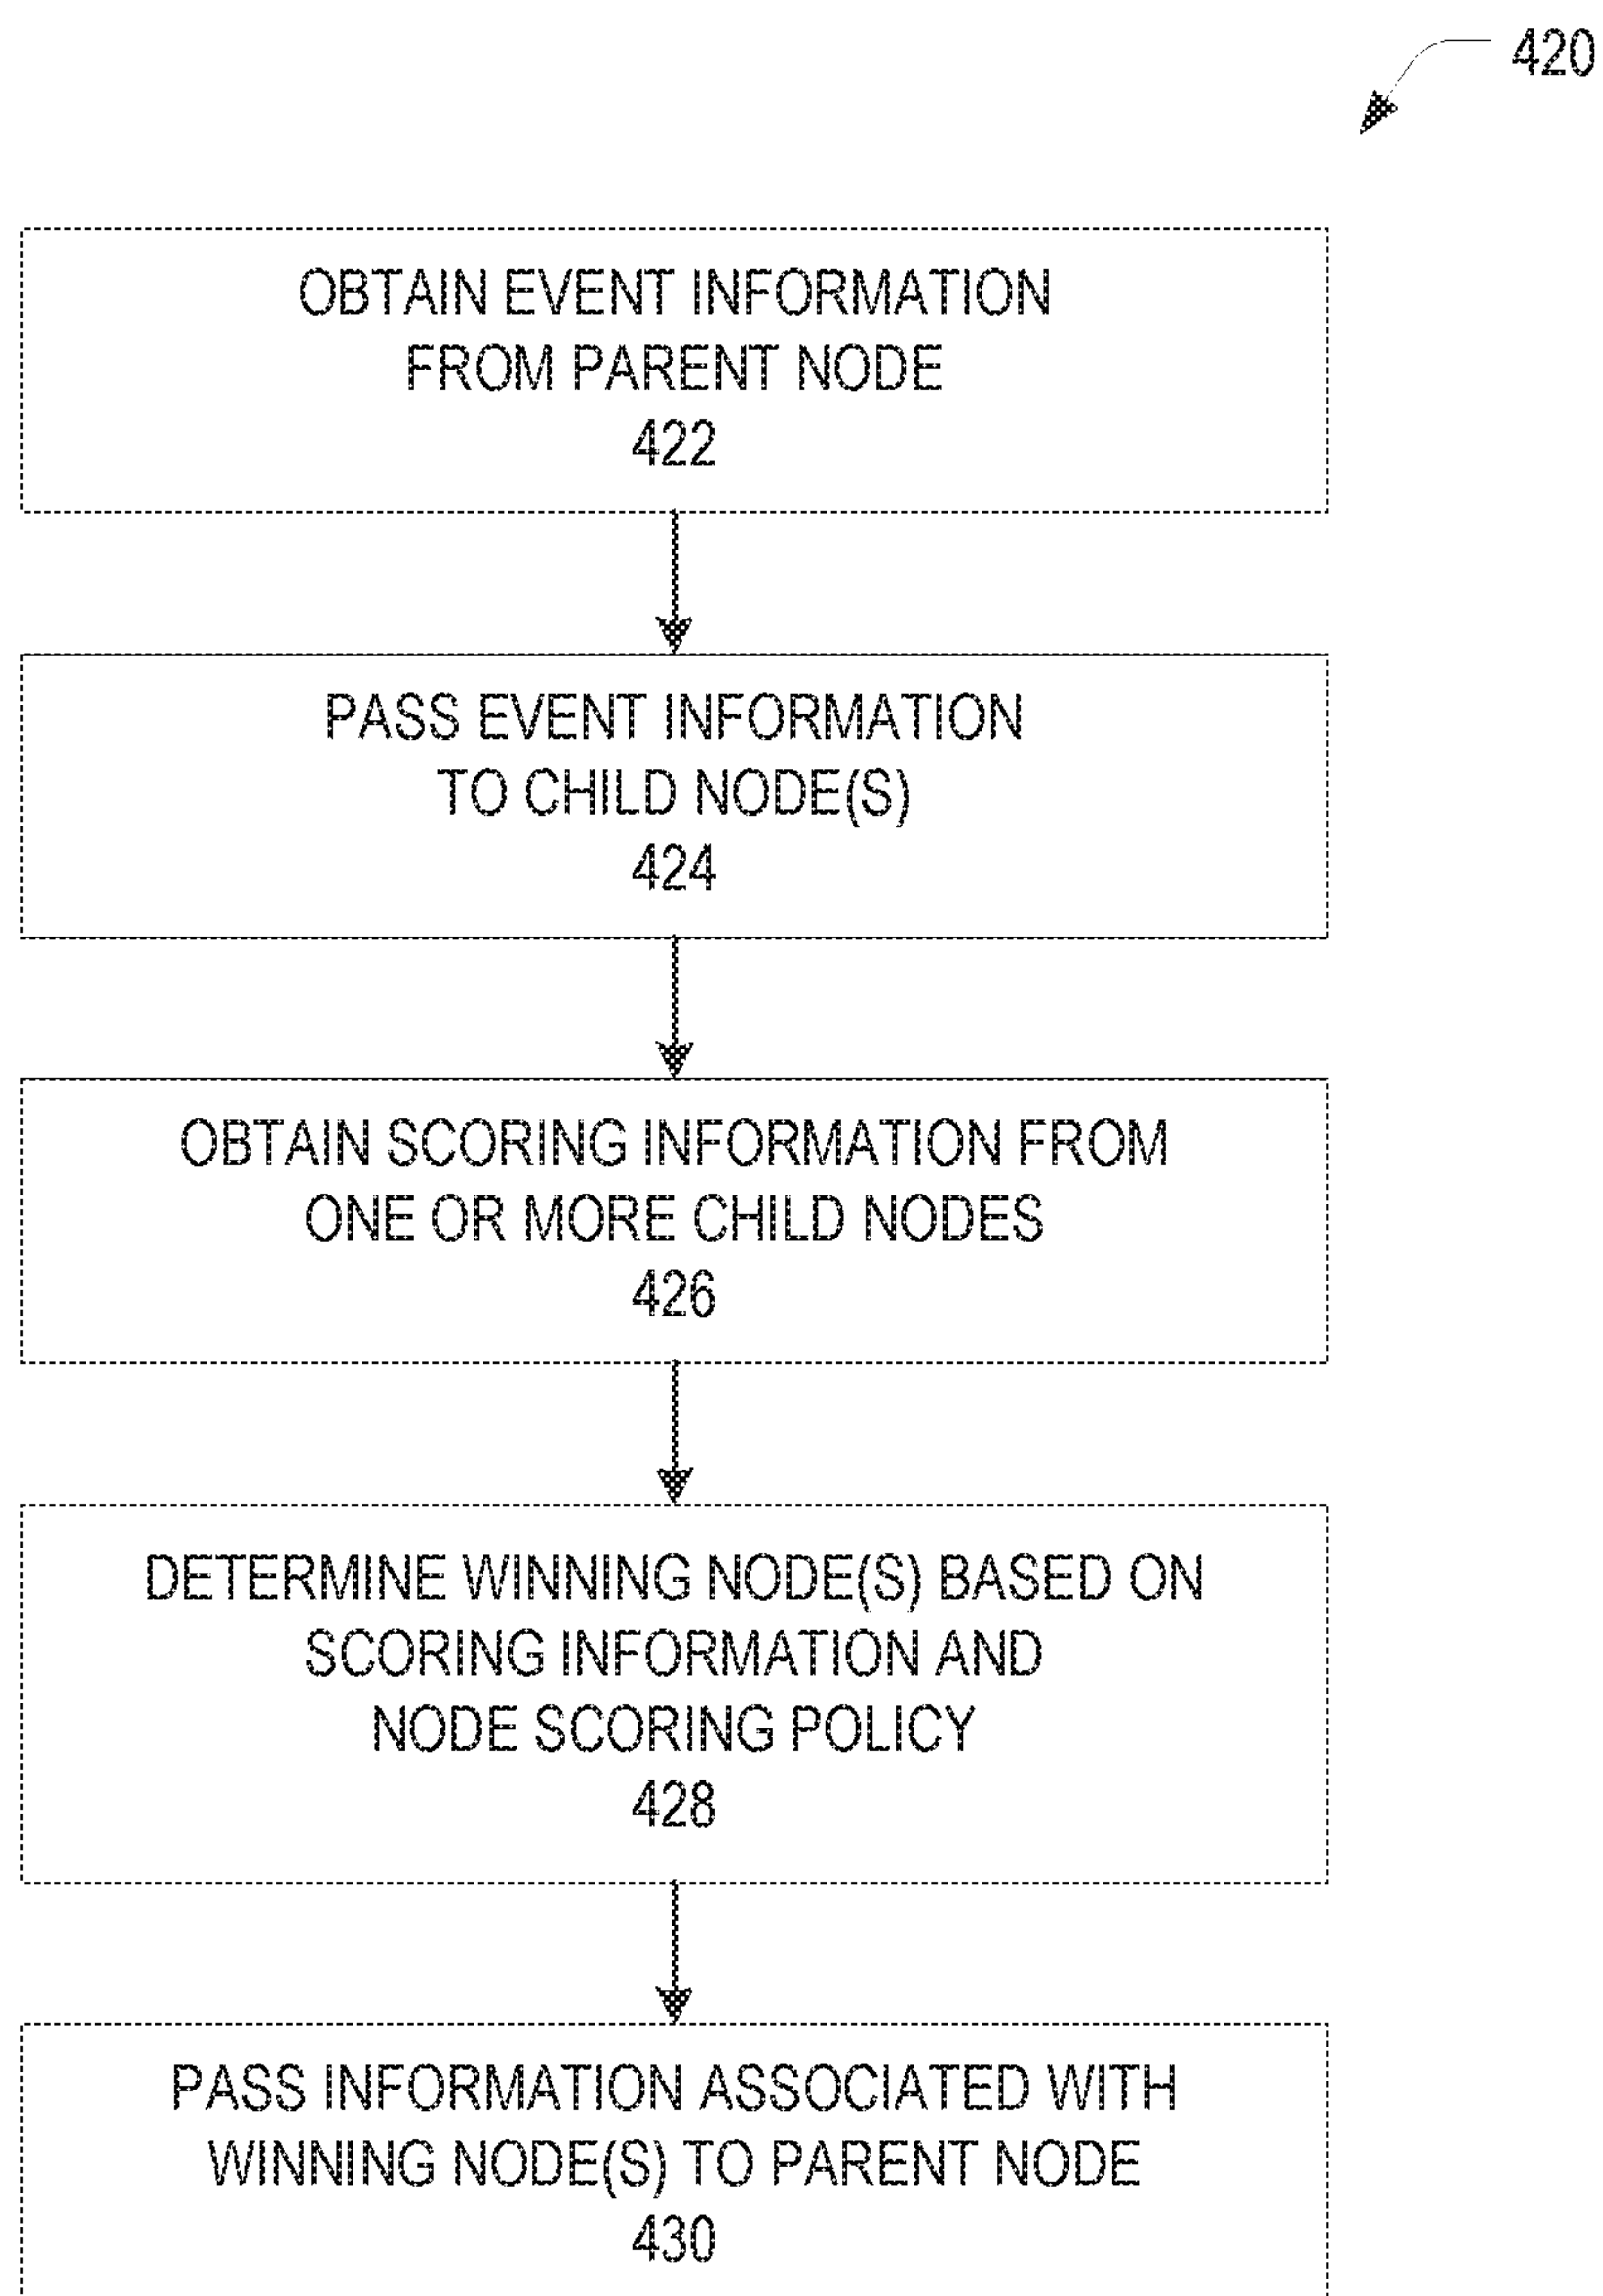 420
OBTAIN EVENT INFORMATION
FROM PARENT NODE
422
PASS EVENT INFORMATION
TO CHILD NODE(S)
424
OBTAIN SCORING INFORMATION FROM
ONE OR MORE CHILD NODES
426
DETERMINE WINNING NODE(S) BASED ON
SCORING INFORMATION AND
NODE SCORING POLICY
428
PASS INFORMATION ASSOCIATED WITH
WINNING NODE(S) TO PARENT NODE
430